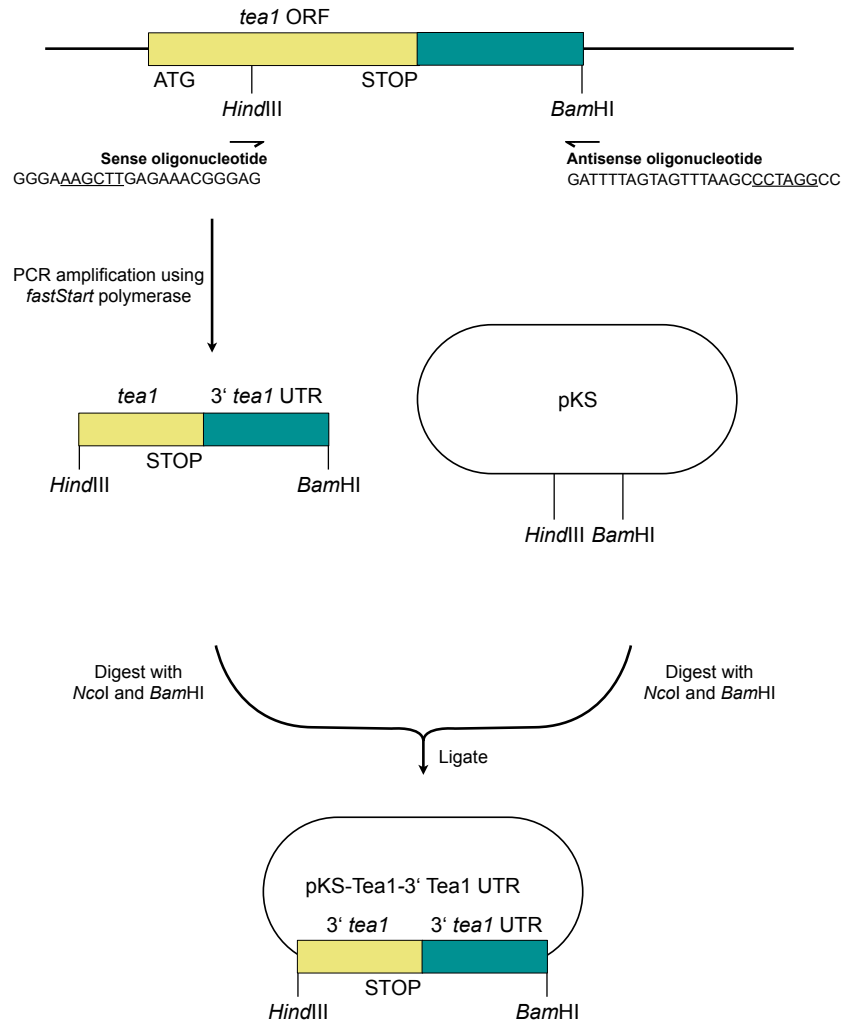 tea1 ORF
ATG
STOP
HindIII
BamHI
Sense oligonucleotide
GGGAAAGCTTGAGAAACGGGAG
Antisense oligonucleotide
GATTTTAGTAGTTTAAGCCCTAGGCC
PCR amplification using
fastStart polymerase
tea1
3‘ tea1 UTR
STOP
HindIII
BamHI
pKS
HindIII
BamHI
Digest with
NcoI and BamHI
Digest with
NcoI and BamHI
Ligate
pKS-Tea1-3‘ Tea1 UTR
3‘ tea1
3‘ tea1 UTR
STOP
HindIII
BamHI